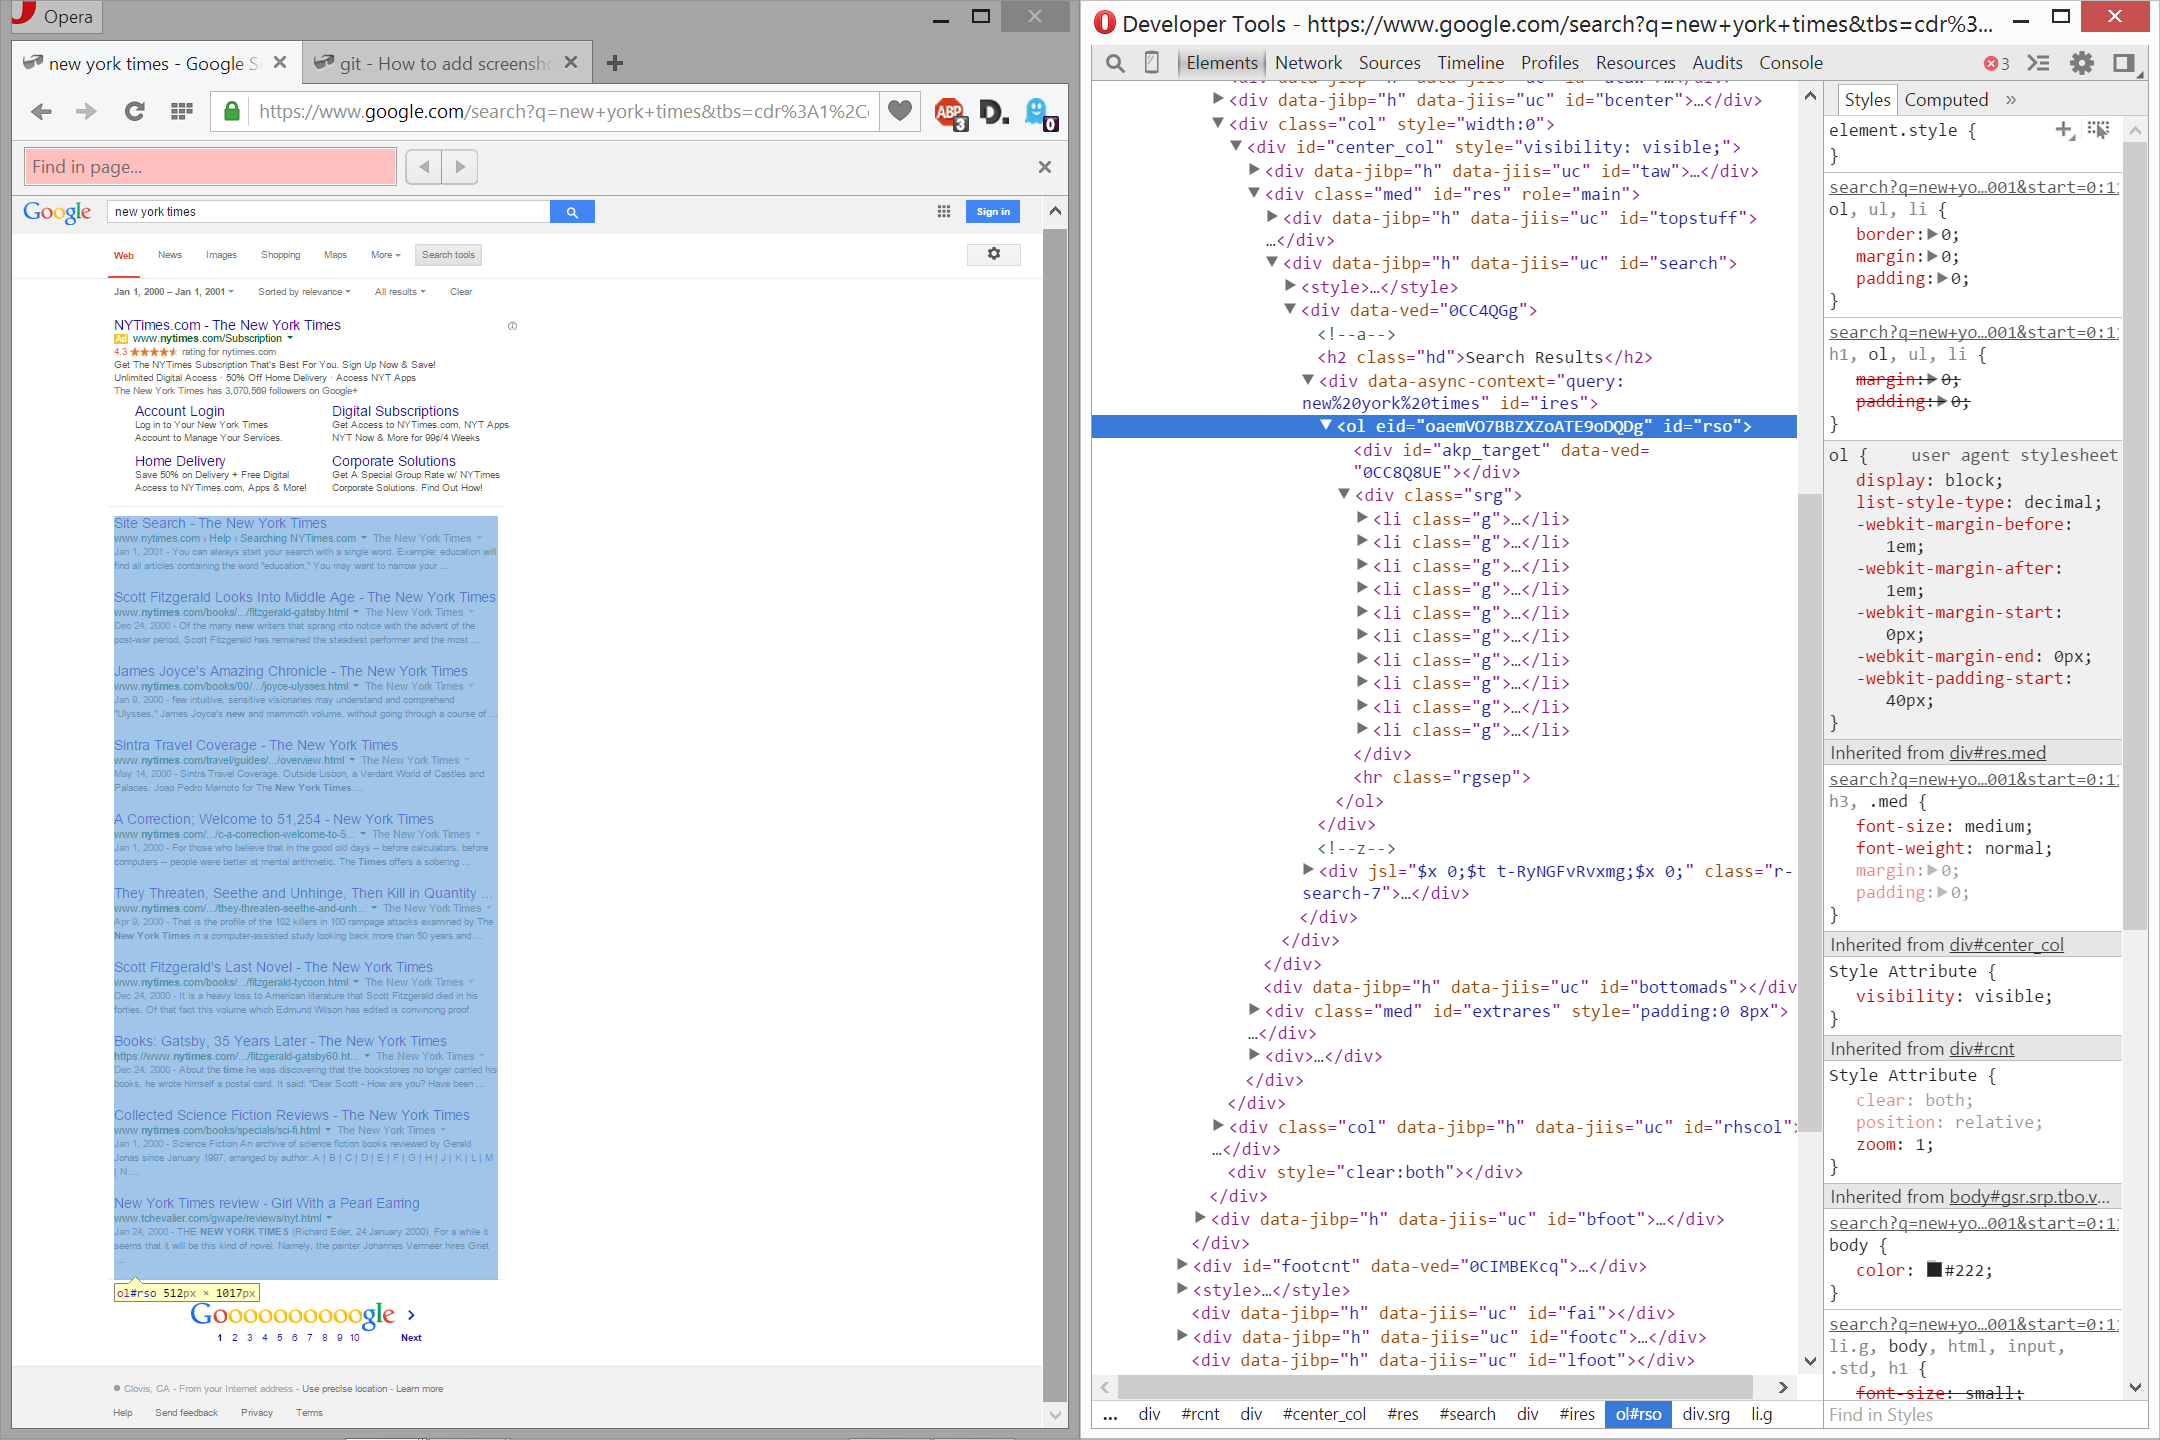 Opera
new york times - Google S
git - How to add screensho
https://www.google.com/search?q=new+york+times&tbs=cdr%3A1%2C
ABP
3
D.
0
Find in page...
Google
new york times
Sign in
Web News Images Shopping Maps More Search tools
Jan 1, 2000 – Jan 1, 2001 Sorted by relevance All results Clear
NYTimes.com - The New York Times
Ad www.nytimes.com/Subscription
4.3 ★★★★★ rating for nytimes.com
Get The NYTimes Subscription That's Best For You. Sign Up Now & Save!
Unlimited Digital Access · 50% Off Home Delivery · Access NYT Apps
The New York Times has 3,070,569 followers on Google+
Account Login
Log in to Your New York Times
Account to Manage Your Services.
Digital Subscriptions
Get Access to NYTimes.com, NYT Apps
NYT Now & More for 99¢/4 Weeks
Home Delivery
Save 50% on Delivery + Free Digital
Access to NYTimes.com, Apps & More!
Corporate Solutions
Get A Special Group Rate w/ NYTimes
Corporate Solutions. Find Out How!
Site Search - The New York Times
www.nytimes.com › Help › Searching NYTimes.com The New York Times
Jan 1, 2001 - You can always start your search with a single word. Example: education will
find all articles containing the word "education." You may want to narrow your ...
Scott Fitzgerald Looks Into Middle Age - The New York Times
www.nytimes.com/books/.../fitzgerald-gatsby.html The New York Times
Dec 24, 2000 - Of the many new writers that sprang into notice with the advent of the
post-war period, Scott Fitzgerald has remained the steadiest performer and the most ...
James Joyce's Amazing Chronicle - The New York Times
www.nytimes.com/books/00/.../joyce-ulysses.html The New York Times
Jan 9, 2000 - few intuitive, sensitive visionaries may understand and comprehend
"Ulysses," James Joyce's new and mammoth volume, without going through a course of ...
Sintra Travel Coverage - The New York Times
www.nytimes.com/travel/guides/.../overview.html The New York Times
May 14, 2000 - Sintra Travel Coverage. Outside Lisbon, a Verdant World of Castles and
Palaces. Joao Pedro Marnoto for The New York Times ...
A Correction; Welcome to 51,254 - New York Times
www.nytimes.com/.../c-a-correction-welcome-to-5... The New York Times
Jan 1, 2000 - For those who believe that in the good old days -- before calculators, before
computers -- people were better at mental arithmetic, The Times offers a sobering ...
They Threaten, Seethe and Unhinge, Then Kill in Quantity ...
www.nytimes.com/.../they-threaten-seethe-and-unh... The New York Times
Apr 9, 2000 - That is the profile of the 102 killers in 100 rampage attacks examined by The
New York Times in a computer-assisted study looking back more than 50 years and ...
Scott Fitzgerald's Last Novel - The New York Times
www.nytimes.com/books/.../fitzgerald-tycoon.html The New York Times
Dec 24, 2000 - It is a heavy loss to American literature that Scott Fitzgerald died in his
forties. Of that fact this volume which Edmund Wilson has edited is convincing proof.
Books: Gatsby, 35 Years Later - The New York Times
https://www.nytimes.com/.../fitzgerald-gatsby60.ht... The New York Times
Dec 24, 2000 - About the time he was discovering that the bookstores no longer carried his
books, he wrote himself a postal card. It said: "Dear Scott - How are you? Have been ...
Collected Science Fiction Reviews - The New York Times
www.nytimes.com/books/specials/sci-fi.html The New York Times
Jan 1, 2000 - Science Fiction An archive of science fiction books reviewed by Gerald
Jonas since January 1997, arranged by author: A | B | C | D | E | F | G | H | J | K | L | M
| N ...
New York Times review - Girl With a Pearl Earring
www.tchevalier.com/gwape/reviews/nyt.html
Jan 24, 2000 - THE NEW YORK TIMES (Richard Eder, 24 January 2000). For a while it
seems that it will be this kind of novel. Namely, the painter Johannes Vermeer hires Griet
...
ol#rso 512px × 1017px
Goooooooooogle >
1 2 3 4 5 6 7 8 9 10 Next
Clovis, CA - From your Internet address - Use precise location - Learn more
Help Send feedback Privacy Terms
Developer Tools - https://www.google.com/search?q=new+york+times&tbs=cdr%3...
Elements Network Sources Timeline Profiles Resources Audits Console 3
<div data-jibp="h" data-jiis="uc" id="bcenter">…</div>
<div class="col" style="width:0">
<div id="center_col" style="visibility: visible;">
<div data-jibp="h" data-jiis="uc" id="taw">…</div>
<div class="med" id="res" role="main">
<div data-jibp="h" data-jiis="uc" id="topstuff">
…</div>
<div data-jibp="h" data-jiis="uc" id="search">
<style>…</style>
<div data-ved="0CC4QGg">
<!--a-->
<h2 class="hd">Search Results</h2>
<div data-async-context="query:
new%20york%20times" id="ires">
<ol eid="oaemVO7BBZXZoATE9oDQDg" id="rso">
<div id="akp_target" data-ved=
"0CC8Q8UE"></div>
<div class="srg">
<li class="g">…</li>
<li class="g">…</li>
<li class="g">…</li>
<li class="g">…</li>
<li class="g">…</li>
<li class="g">…</li>
<li class="g">…</li>
<li class="g">…</li>
<li class="g">…</li>
<li class="g">…</li>
</div>
<hr class="rgsep">
</ol>
</div>
<!--z-->
<div jsl="$x 0;$t t-RyNGFvRvxmg;$x 0;" class="r-
search-7">…</div>
</div>
</div>
</div>
<div data-jibp="h" data-jiis="uc" id="bottomads"></div
<div class="med" id="extrares" style="padding:0 8px">
…</div>
<div>…</div>
</div>
</div>
<div class="col" data-jibp="h" data-jiis="uc" id="rhscol">
…</div>
<div style="clear:both"></div>
</div>
<div data-jibp="h" data-jiis="uc" id="bfoot">…</div>
</div>
<div id="footcnt" data-ved="0CIMBEKcq">…</div>
<style>…</style>
<div data-jibp="h" data-jiis="uc" id="fai"></div>
<div data-jibp="h" data-jiis="uc" id="footc">…</div>
<div data-jibp="h" data-jiis="uc" id="lfoot"></div>
... div #rcnt div #center_col #res #search div #ires ol#rso div.srg li.g
Styles Computed »
element.style {
}
search?q=new+yo…001&start=0:1
ol, ul, li {
border: 0;
margin: 0;
padding: 0;
}
search?q=new+yo…001&start=0:1
h1, ol, ul, li {
margin: 0;
padding: 0;
}
ol { user agent stylesheet
display: block;
list-style-type: decimal;
-webkit-margin-before:
1em;
-webkit-margin-after:
1em;
-webkit-margin-start:
0px;
-webkit-margin-end: 0px;
-webkit-padding-start:
40px;
}
Inherited from div#res.med
search?q=new+yo…001&start=0:1
h3, .med {
font-size: medium;
font-weight: normal;
margin: 0;
padding: 0;
}
Inherited from div#center_col
Style Attribute {
visibility: visible;
}
Inherited from div#rcnt
Style Attribute {
clear: both;
position: relative;
zoom: 1;
}
Inherited from body#gsr.srp.tbo.v…
search?q=new+yo…001&start=0:1
body {
color: #222;
}
search?q=new+yo…001&start=0:1
li.g, body, html, input,
.std, h1 {
font-size: small;
Find in Styles